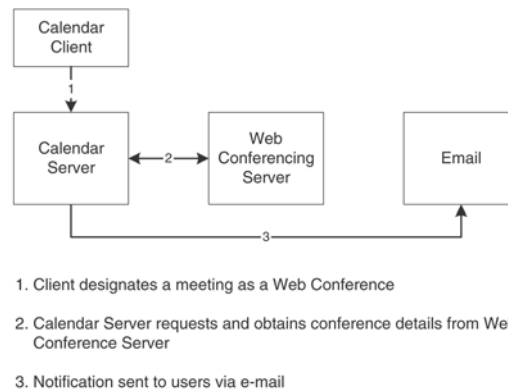 Calendar
Client
1
Calendar
Server
2
Web
Conferencing
Server
Email
3
1. Client designates a meeting as a Web Conference
2. Calendar Server requests and obtains conference details from We
Conference Server
3. Notification sent to users via e-mail